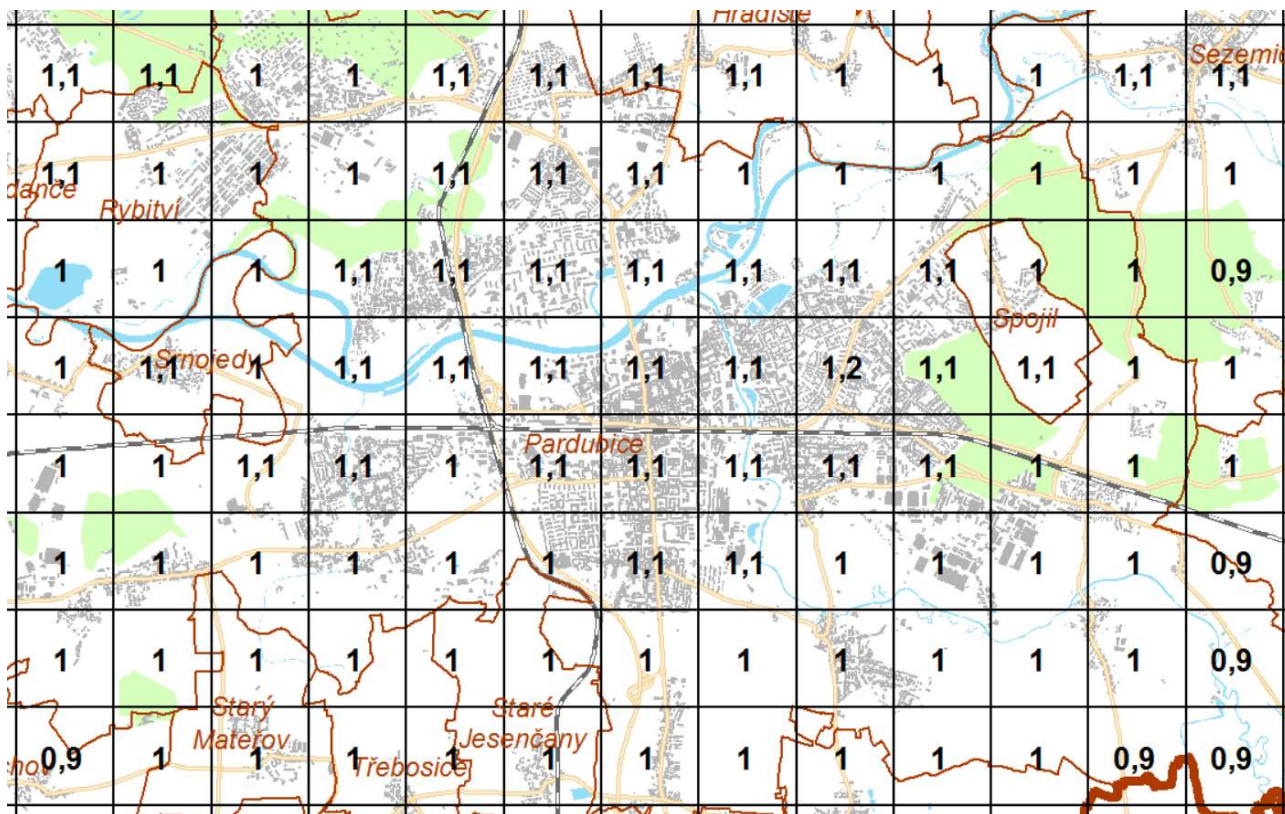 Hradiště
Sezemic
1,1 1,1 1 1 1,1 1,1 1,1 1,1 1 1 1 1,1 1,1
1,1 1 1 1 1,1 1,1 1,1 1 1 1 1 1 1
dance
Rybitví
1 1 1 1,1 1,1 1,1 1,1 1,1 1,1 1,1 1 1 0,9
Spojil
Srnojedy
1 1,1 1 1,1 1,1 1,1 1,1 1,1 1,2 1,1 1,1 1 1
Pardubice
1 1 1,1 1,1 1 1,1 1,1 1,1 1,1 1,1 1 1 1
1 1 1 1 1 1 1,1 1,1 1 1 1 1 0,9
1 1 1 1 1 1 1 1 1 1 1 1 0,9
Starý
Mateřov
Staré
Jesenčany
0,9 1 1 1 1 1 1 1 1 1 1 0,9 0,9
chov
Třebosice